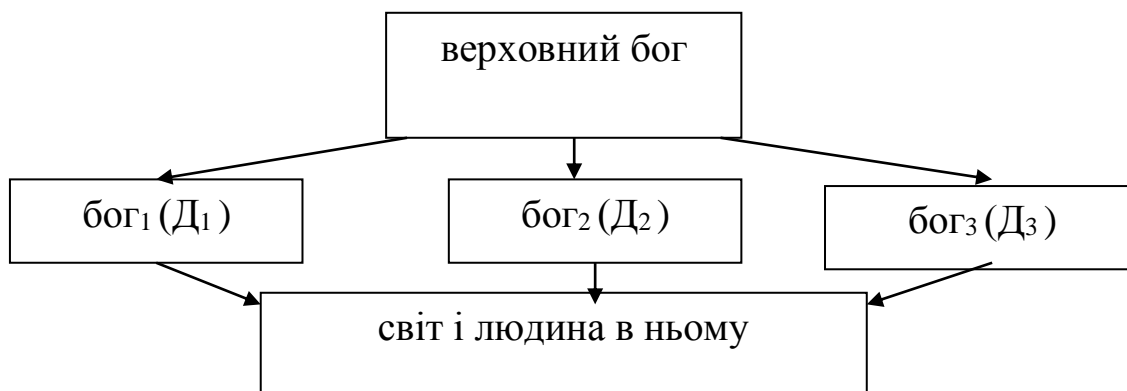 верховний бог
бог₁ (Д₁ )
бог₂ (Д₂ )
бог₃ (Д₃ )
світ і людина в ньому